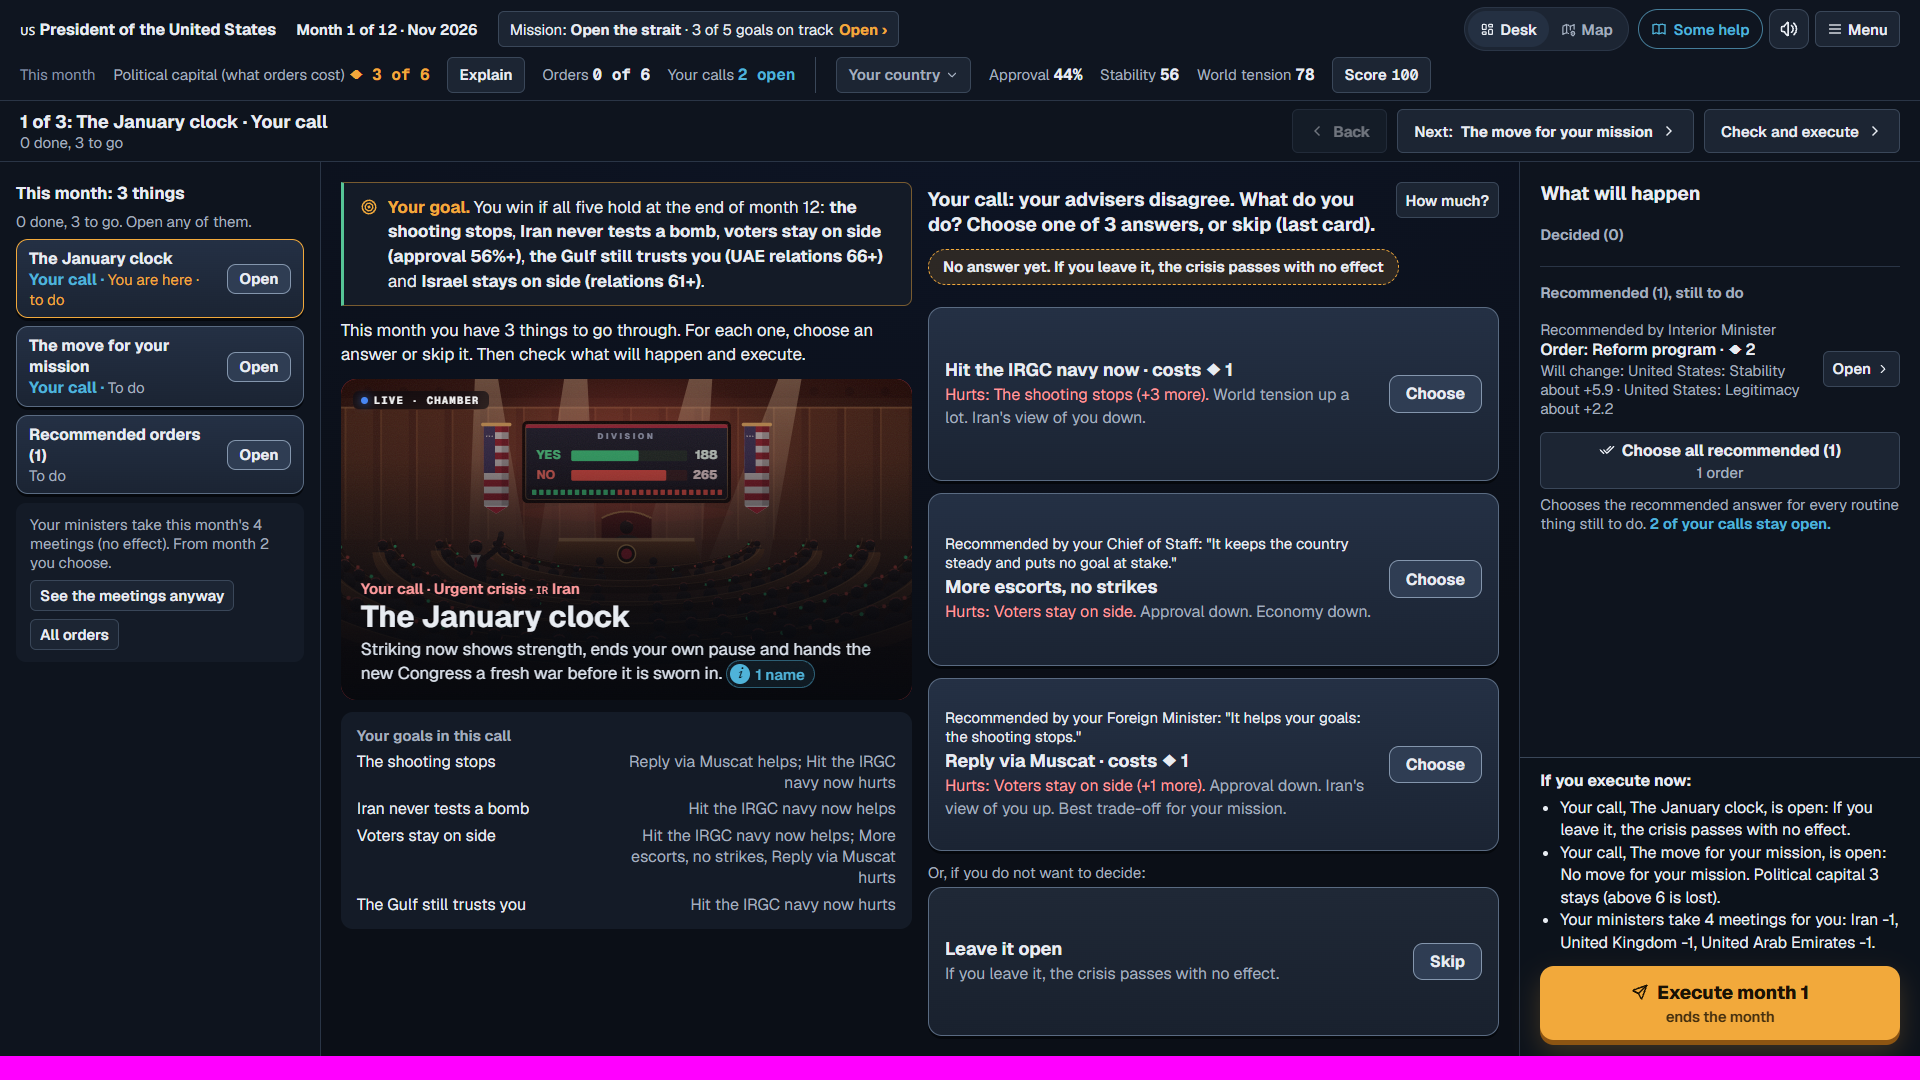 US President of the United States
Month 1 of 12 · Nov 2026
Mission: Open the strait · 3 of 5 goals on track Open ›
Desk
Map
Some help
Menu
This month
Political capital (what orders cost) ◆ 3 of 6
Explain
Orders 0 of 6
Your calls 2 open
Your country
Approval 44%
Stability 56
World tension 78
Score 100
1 of 3: The January clock · Your call
0 done, 3 to go
Back
Next: The move for your mission
Check and execute
This month: 3 things
0 done, 3 to go. Open any of them.
The January clock
Your call · You are here ·
to do
Open
The move for your
mission
Your call · To do
Open
Recommended orders
(1)
To do
Open
Your ministers take this month's 4
meetings (no effect). From month 2
you choose.
See the meetings anyway
All orders
Your goal. You win if all five hold at the end of month 12: the
shooting stops, Iran never tests a bomb, voters stay on side
(approval 56%+), the Gulf still trusts you (UAE relations 66+)
and Israel stays on side (relations 61+).
This month you have 3 things to go through. For each one, choose an
answer or skip it. Then check what will happen and execute.
LIVE · CHAMBER
DIVISION
YES 188
NO 265
Your call · Urgent crisis · IR Iran
The January clock
Striking now shows strength, ends your own pause and hands the
new Congress a fresh war before it is sworn in. i 1 name
Your goals in this call
The shooting stops
Reply via Muscat helps; Hit the IRGC
navy now hurts
Iran never tests a bomb
Hit the IRGC navy now helps
Voters stay on side
Hit the IRGC navy now helps; More
escorts, no strikes, Reply via Muscat
hurts
The Gulf still trusts you
Hit the IRGC navy now hurts
Your call: your advisers disagree. What do you
do? Choose one of 3 answers, or skip (last card).
How much?
No answer yet. If you leave it, the crisis passes with no effect
Hit the IRGC navy now · costs ◆ 1
Hurts: The shooting stops (+3 more). World tension up a
lot. Iran's view of you down.
Choose
Recommended by your Chief of Staff: "It keeps the country
steady and puts no goal at stake."
More escorts, no strikes
Hurts: Voters stay on side. Approval down. Economy down.
Choose
Recommended by your Foreign Minister: "It helps your goals:
the shooting stops."
Reply via Muscat · costs ◆ 1
Hurts: Voters stay on side (+1 more). Approval down. Iran's
view of you up. Best trade-off for your mission.
Choose
Or, if you do not want to decide:
Leave it open
If you leave it, the crisis passes with no effect.
Skip
What will happen
Decided (0)
Recommended (1), still to do
Recommended by Interior Minister
Order: Reform program · ◆ 2
Will change: United States: Stability
about +5.9 · United States: Legitimacy
about +2.2
Open
Choose all recommended (1)
1 order
Chooses the recommended answer for every routine
thing still to do. 2 of your calls stay open.
If you execute now:
• Your call, The January clock, is open: If you
leave it, the crisis passes with no effect.
• Your call, The move for your mission, is open:
No move for your mission. Political capital 3
stays (above 6 is lost).
• Your ministers take 4 meetings for you: Iran -1,
United Kingdom -1, United Arab Emirates -1.
Execute month 1
ends the month